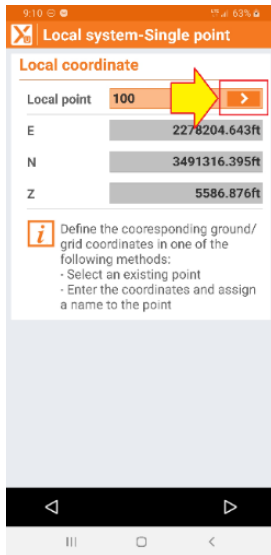 9:10
63%
Local system-Single point
Local coordinate
Local point 100
E 2278204.643ft
N 3491316.395ft
Z 5586.876ft
i Define the cooresponding ground/
grid coordinates in one of the
following methods:
- Select an existing point
- Enter the coordinates and assign
a name to the point